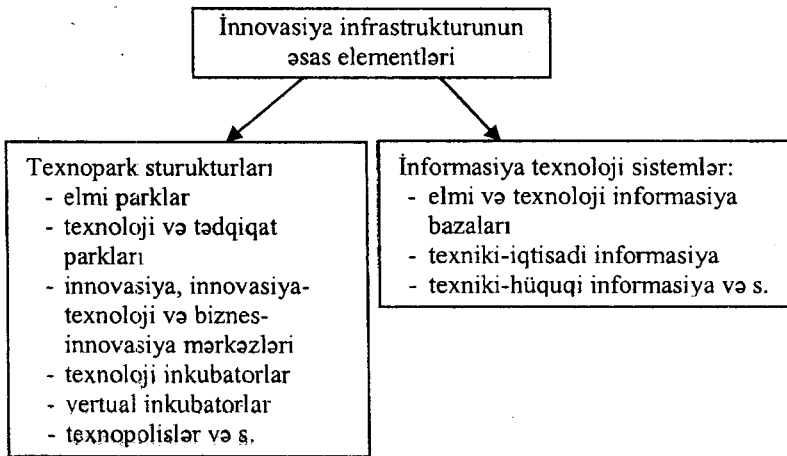 İnnovasiya infrastrukturunun
əsas elementləri
Texnopark sturukturları
- elmi parklar
- texnoloji və tədqiqat
parkları
- innovasiya, innovasiya-
texnoloji və biznes-
innovasiya mərkəzləri
- texnoloji inkubatorlar
- vertual inkubatorlar
- texnopolislər və s.
İnformasiya texnoloji sistemlər:
- elmi və texnoloji informasiya
bazaları
- texniki-iqtisadi informasiya
- texniki-hüquqi informasiya və s.